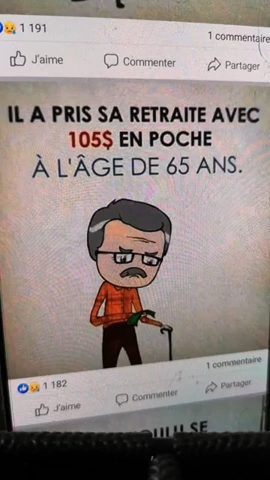 1 191
1 commentaire
J'aime
Commenter
Partager
IL A PRIS SA RETRAITE AVEC
105$ EN POCHE
À L'ÂGE DE 65 ANS.
1 commentaire
1 182
J'aime
Commenter
Partager
SE